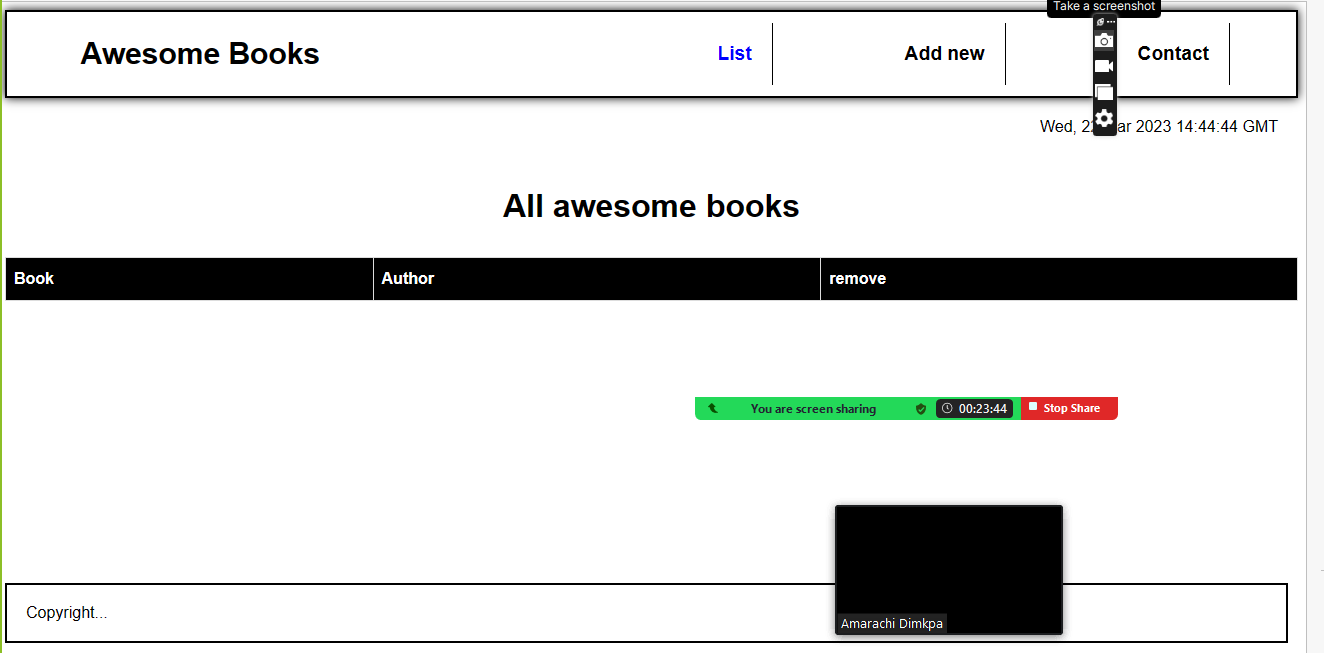 Take a screenshot
Awesome Books
List
Add new
Contact
Wed, 2 ar 2023 14:44:44 GMT
All awesome books
Book
Author
remove
You are screen sharing
00:23:44
Stop Share
Amarachi Dimkpa
Copyright...